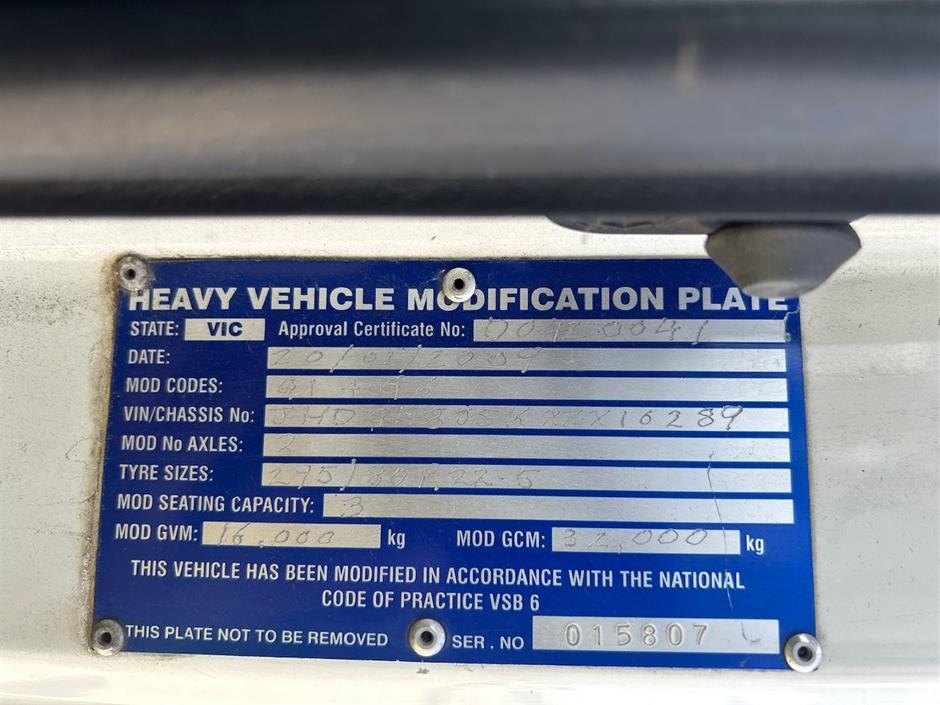 HEAVY VEHICLE MODIFICATION PLATE
STATE: VIC Approval Certificate No:
DATE:
MOD CODES:
VIN/CHASSIS No:
MOD No AXLES: 2
TYRE SIZES:
MOD SEATING CAPACITY: 3
MOD GVM: 16,000 kg MOD GCM: 32,000 kg
THIS VEHICLE HAS BEEN MODIFIED IN ACCORDANCE WITH THE NATIONAL
CODE OF PRACTICE VSB 6
THIS PLATE NOT TO BE REMOVED SER. NO 015807